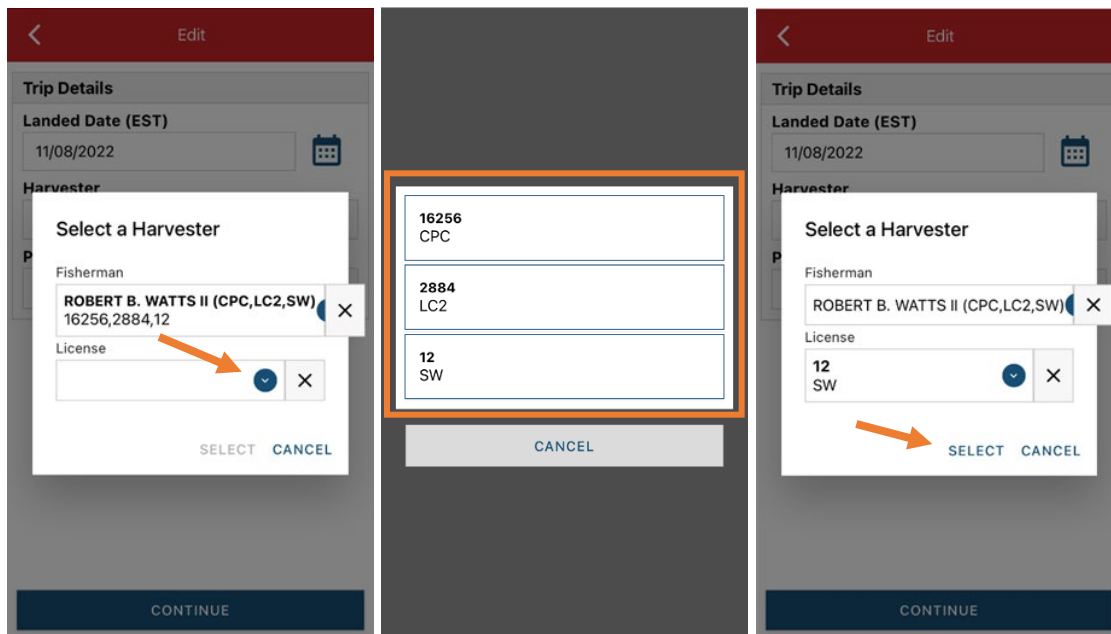 Edit
Trip Details
Landed Date (EST)
11/08/2022
Harvester
P
Select a Harvester
Fisherman
ROBERT B. WATTS II (CPC,LC2,SW)
16256,2884,12
License
SELECT CANCEL
CONTINUE
16256
CPC
2884
LC2
12
SW
CANCEL
Edit
Trip Details
Landed Date (EST)
11/08/2022
Harvester
P
Select a Harvester
Fisherman
ROBERT B. WATTS II (CPC,LC2,SW)
License
12
SW
SELECT CANCEL
CONTINUE